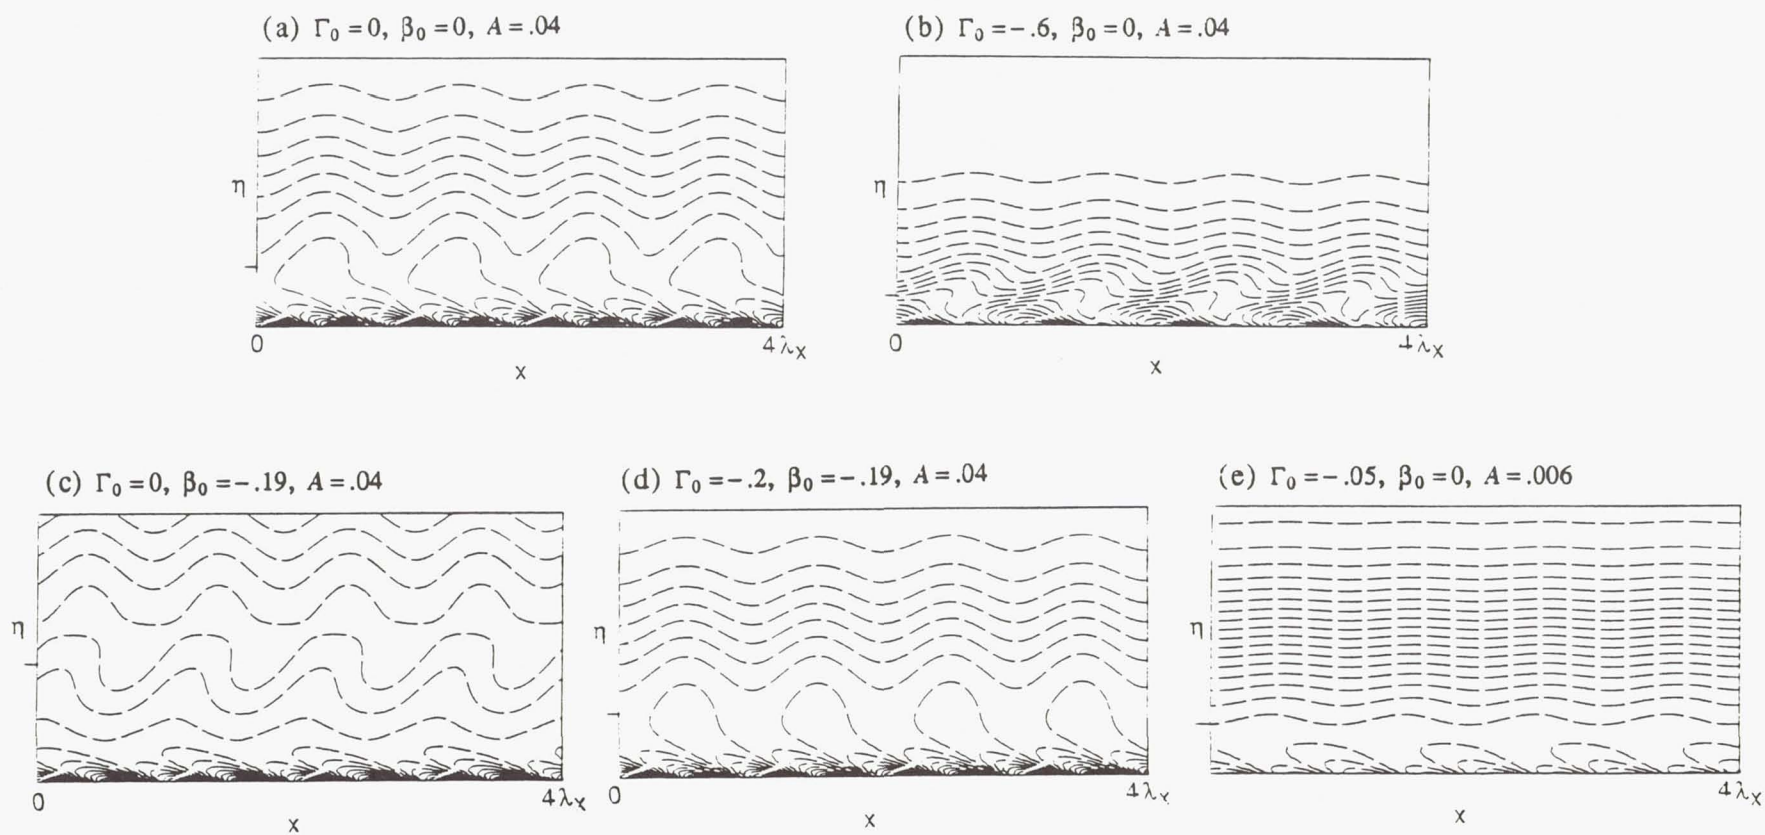 (a) Γ₀ = 0, β₀ = 0, A = .04
(b) Γ₀ = -.6, β₀ = 0, A = .04
η
η
0
4λₓ
0
4λₓ
x
x
(c) Γ₀ = 0, β₀ = -.19, A = .04
(d) Γ₀ = -.2, β₀ = -.19, A = .04
(e) Γ₀ = -.05, β₀ = 0, A = .006
η
η
η
0
4λₓ
0
4λₓ
4λₓ
x
x
x